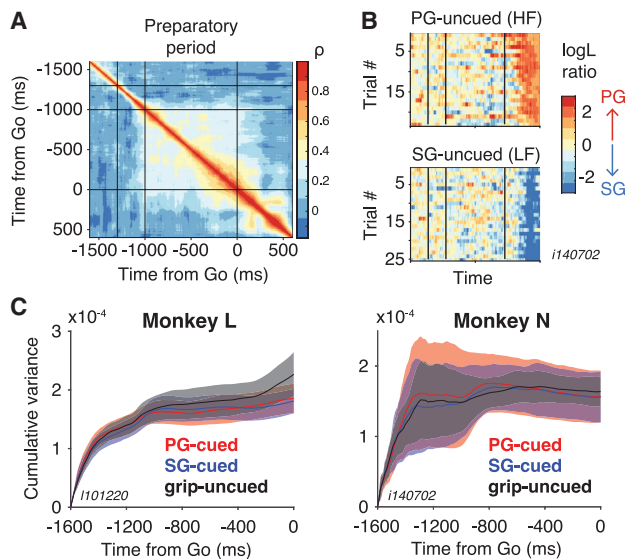 A
Preparatory
period
ρ
Time from Go (ms)
-1500
-1000
-500
0
500
-1500 -1000 -500 0 500
Time from Go (ms)
0.8
0.6
0.4
0.2
0
B
PG-uncued (HF)
Trial #
5
15
SG-uncued (LF)
Trial #
5
15
25
Time
i140702
logL
ratio
2
1
0
-2
PG
SG
C
Monkey L
x10-4
Cumulative variance
3
2
1
0
PG-cued
SG-cued
grip-uncued
l101220
-1600 -1200 -800 -400 0
Time from Go (ms)
Monkey N
x10-4
2
1
0
PG-cued
SG-cued
grip-uncued
i140702
-1600 -1200 -800 -400 0
Time from Go (ms)